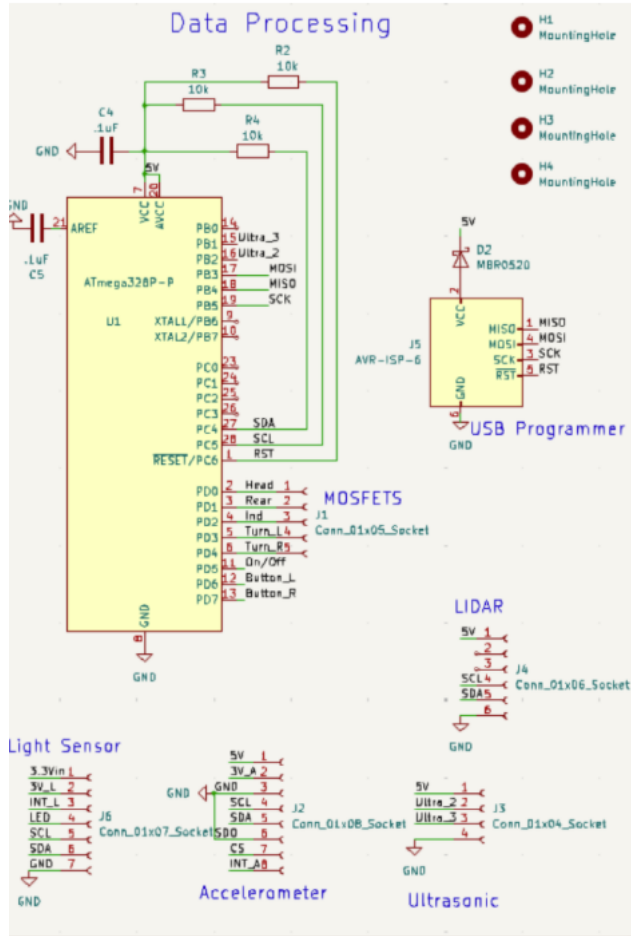 Data Processing
H1
MountingHole
H2
MountingHole
H3
MountingHole
H4
MountingHole
R2
10k
R3
10k
R4
10k
C4
.1uF
GND
5V
7
20
VCC
AVCC
GND
21
AREF
.1uF
C5
ATmega328P-P
U1
PB0 14
PB1 15 Ultra_3
PB2 16 Ultra_2
PB3 17 MOSI
PB4 18 MISO
PB5 19 SCK
XTAL1/PB6 9
XTAL2/PB7 10
PC0 23
PC1 24
PC2 25
PC3 26
PC4 27 SDA
PC5 28 SCL
RESET/PC6 1 RST
PD0 2 Head 1
PD1 3 Rear 2
PD2 4 Ind 3
PD3 5 Turn_L 4
PD4 6 Turn_R 5
PD5 11 On/Off
PD6 12 Button_L
PD7 13 Button_R
GND
8
GND
MOSFETS
J1
Conn_01x05_Socket
5V
D2
MBR0520
2
VCC
J5
AVR-ISP-6
MISO 1 MISO
MOSI 4 MOSI
SCK 3 SCK
RST 5 RST
GND
6
GND
USB Programmer
LIDAR
5V 1
2
3
SCL 4
SDA 5
6
J4
Conn_01x06_Socket
GND
Light Sensor
3.3Vin 1
3V_L 2
INT_L 3
LED 4
SCL 5
SDA 6
GND 7
J6
Conn_01x07_Socket
GND
5V 1
3V_A 2
GND 3
SCL 4
SDA 5
SDO 6
CS 7
INT_A 8
GND
J2
Conn_01x08_Socket
Accelerometer
5V 1
Ultra_2 2
Ultra_3 3
4
J3
Conn_01x04_Socket
GND
Ultrasonic